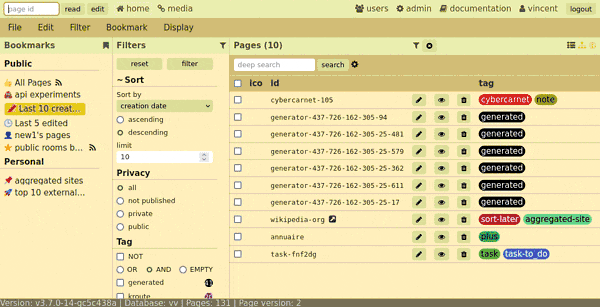 page id read edit home media users admin documentation vincent logout
File Edit Filter Bookmark Display
Bookmarks
Public
All Pages
api experiments
Last 10 creat...
Last 5 edited
new1's pages
public rooms b...
Personal
aggregated sites
top 10 external...
Filters
reset filter
~ Sort
Sort by
creation date
ascending
descending
limit
10
Privacy
all
not published
private
public
Tag
NOT
OR AND EMPTY
generated
kroute
Pages (10)
deep search search
ico id tag
cybercarnet-105 cybercarnet note
generator-437-726-162-305-94 generated
generator-437-726-162-305-25-481 generated
generator-437-726-162-305-25-579 generated
generator-437-726-162-305-25-362 generated
generator-437-726-162-305-25-611 generated
generator-437-726-162-305-25-17 generated
wikipedia-org sort-later aggregated-site
annuaire plus
task-fnf2dg task task-to_do
Version: v3.7.0-14-gc5c438a | Database: vv | Pages: 131 | Page version: 2